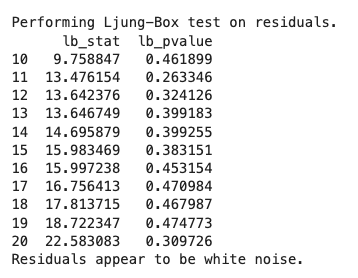 Performing Ljung-Box test on residuals.
lb_stat lb_pvalue
10 9.758847 0.461899
11 13.476154 0.263346
12 13.642376 0.324126
13 13.646749 0.399183
14 14.695879 0.399255
15 15.983469 0.383151
16 15.997238 0.453154
17 16.756413 0.470984
18 17.813715 0.467987
19 18.722347 0.474773
20 22.583083 0.309726
Residuals appear to be white noise.